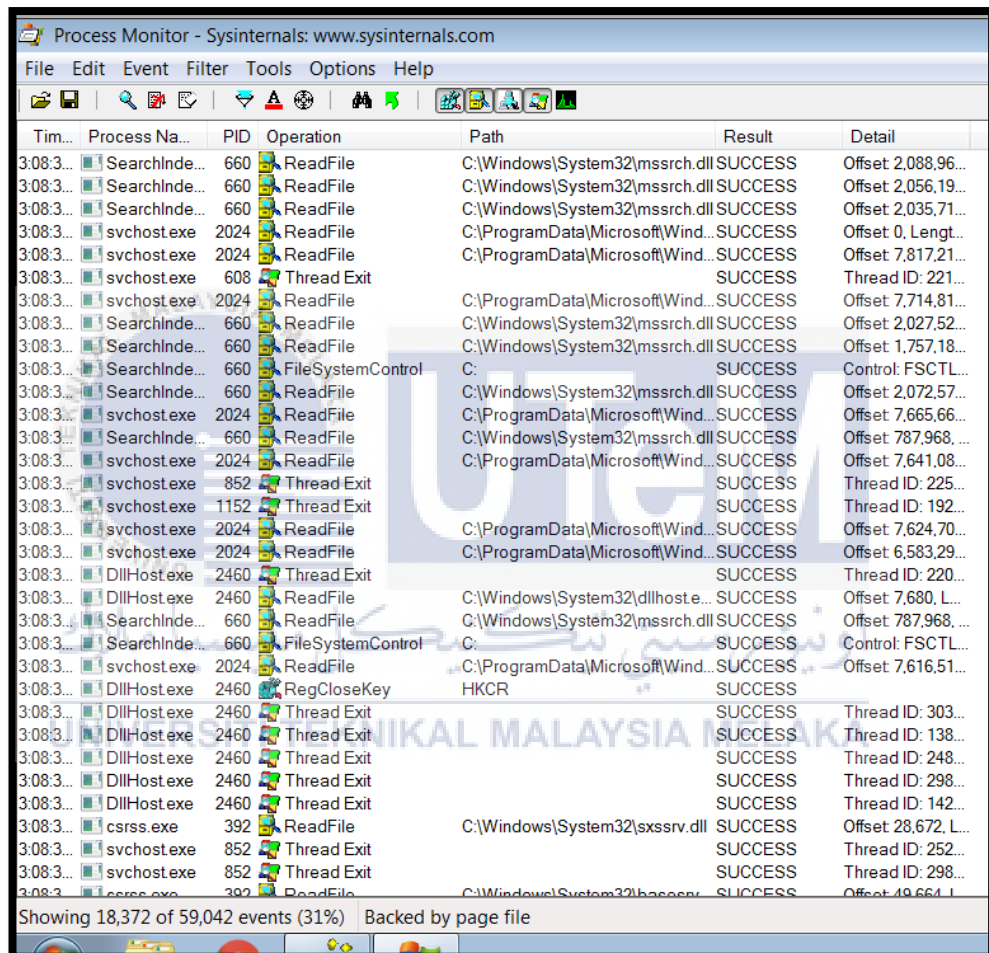 Process Monitor - Sysinternals: www.sysinternals.com
File Edit Event Filter Tools Options Help
Tim... Process Na... PID Operation Path Result Detail
3:08:3... SearchInde... 660 ReadFile C:\Windows\System32\mssrch.dll SUCCESS Offset: 2,088,96...
3:08:3... SearchInde... 660 ReadFile C:\Windows\System32\mssrch.dll SUCCESS Offset: 2,056,19...
3:08:3... SearchInde... 660 ReadFile C:\Windows\System32\mssrch.dll SUCCESS Offset: 2,035,71...
3:08:3... svchost.exe 2024 ReadFile C:\ProgramData\Microsoft\Wind... SUCCESS Offset: 0, Lengt...
3:08:3... svchost.exe 2024 ReadFile C:\ProgramData\Microsoft\Wind... SUCCESS Offset: 7,817,21...
3:08:3... svchost.exe 608 Thread Exit SUCCESS Thread ID: 221...
3:08:3... svchost.exe 2024 ReadFile C:\ProgramData\Microsoft\Wind... SUCCESS Offset: 7,714,81...
3:08:3... SearchInde... 660 ReadFile C:\Windows\System32\mssrch.dll SUCCESS Offset: 2,027,52...
3:08:3... SearchInde... 660 ReadFile C:\Windows\System32\mssrch.dll SUCCESS Offset: 1,757,18...
3:08:3... SearchInde... 660 FileSystemControl C: SUCCESS Control: FSCTL...
3:08:3... SearchInde... 660 ReadFile C:\Windows\System32\mssrch.dll SUCCESS Offset: 2,072,57...
3:08:3... svchost.exe 2024 ReadFile C:\ProgramData\Microsoft\Wind... SUCCESS Offset: 7,665,66...
3:08:3... SearchInde... 660 ReadFile C:\Windows\System32\mssrch.dll SUCCESS Offset: 787,968, ...
3:08:3... svchost.exe 2024 ReadFile C:\ProgramData\Microsoft\Wind... SUCCESS Offset: 7,641,08...
3:08:3... svchost.exe 852 Thread Exit SUCCESS Thread ID: 225...
3:08:3... svchost.exe 1152 Thread Exit SUCCESS Thread ID: 192...
3:08:3... svchost.exe 2024 ReadFile C:\ProgramData\Microsoft\Wind... SUCCESS Offset: 7,624,70...
3:08:3... svchost.exe 2024 ReadFile C:\ProgramData\Microsoft\Wind... SUCCESS Offset: 6,583,29...
3:08:3... DllHost.exe 2460 Thread Exit SUCCESS Thread ID: 220...
3:08:3... DllHost.exe 2460 ReadFile C:\Windows\System32\dllhost.e... SUCCESS Offset: 7,680, L...
3:08:3... SearchInde... 660 ReadFile C:\Windows\System32\mssrch.dll SUCCESS Offset: 787,968, ...
3:08:3... SearchInde... 660 FileSystemControl C: SUCCESS Control: FSCTL...
3:08:3... svchost.exe 2024 ReadFile C:\ProgramData\Microsoft\Wind... SUCCESS Offset: 7,616,51...
3:08:3... DllHost.exe 2460 RegCloseKey HKCR SUCCESS
3:08:3... DllHost.exe 2460 Thread Exit SUCCESS Thread ID: 303...
3:08:3... DllHost.exe 2460 Thread Exit SUCCESS Thread ID: 138...
3:08:3... DllHost.exe 2460 Thread Exit SUCCESS Thread ID: 248...
3:08:3... DllHost.exe 2460 Thread Exit SUCCESS Thread ID: 298...
3:08:3... DllHost.exe 2460 Thread Exit SUCCESS Thread ID: 142...
3:08:3... csrss.exe 392 ReadFile C:\Windows\System32\sxssrv.dll SUCCESS Offset: 28,672, L...
3:08:3... svchost.exe 852 Thread Exit SUCCESS Thread ID: 252...
3:08:3... svchost.exe 852 Thread Exit SUCCESS Thread ID: 298...
3:08:3... csrss.exe 392 ReadFile C:\Windows\System32\basesrv... SUCCESS Offset: 49,664, L...
Showing 18,372 of 59,042 events (31%) Backed by page file
UTeM
UNIVERSITI TEKNIKAL MALAYSIA MELAKA